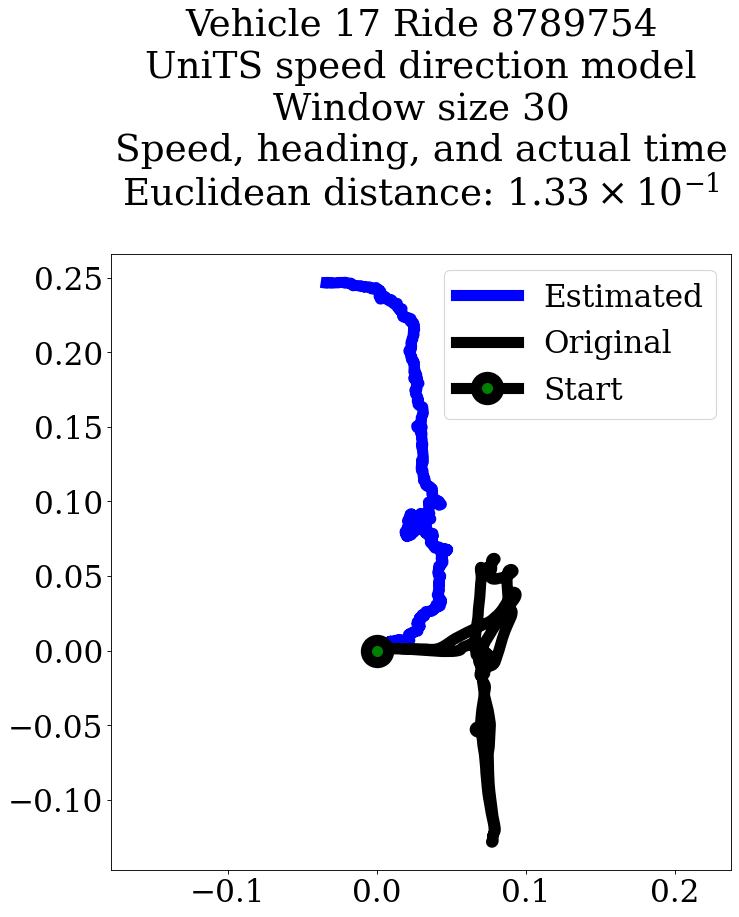 Vehicle 17 Ride 8789754
UniTS speed direction model
Window size 30
Speed, heading, and actual time
Euclidean distance: 1.33 × 10⁻¹
0.25
0.20
0.15
0.10
0.05
0.00
−0.05
−0.10
Estimated
Original
Start
−0.1 0.0 0.1 0.2